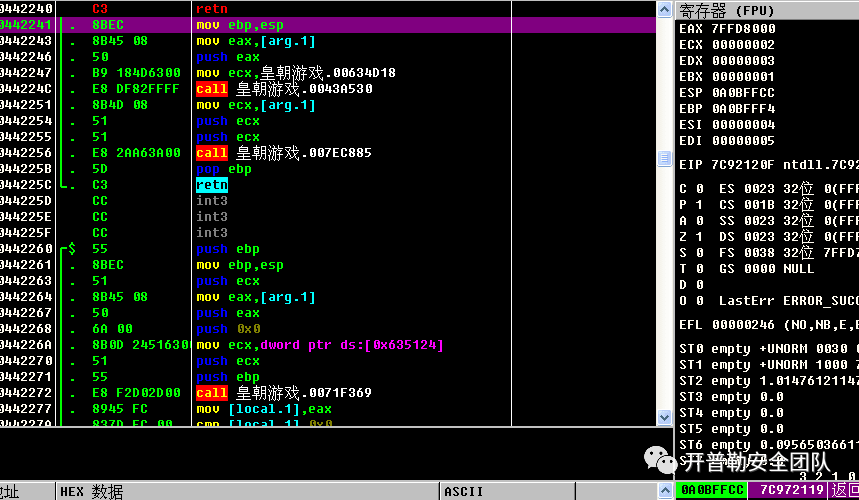 0442240 C3 retn
0442241 . 8BEC mov ebp,esp
0442243 . 8B45 08 mov eax,[arg.1]
0442246 . 50 push eax
0442247 . B9 184D6300 mov ecx,皇朝游戏.00634D18
044224C . E8 DF82FFFF call 皇朝游戏.0043A530
0442251 . 8B4D 08 mov ecx,[arg.1]
0442254 . 51 push ecx
0442255 . 51 push ecx
0442256 . E8 2AA63A00 call 皇朝游戏.007EC885
044225B . 5D pop ebp
044225C . C3 retn
044225D CC int3
044225E CC int3
044225F CC int3
0442260 $ 55 push ebp
0442261 . 8BEC mov ebp,esp
0442263 . 51 push ecx
0442264 . 8B45 08 mov eax,[arg.1]
0442267 . 50 push eax
0442268 . 6A 00 push 0x0
044226A . 8B0D 24516300 mov ecx,dword ptr ds:[0x635124]
0442270 . 51 push ecx
0442271 . 55 push ebp
0442272 . E8 F2D02D00 call 皇朝游戏.0071F369
0442277 . 8945 FC mov [local.1],eax
044227A . 837D FC 00 cmp [local.1],0x0
寄存器 (FPU)
EAX 7FFD8000
ECX 00000002
EDX 00000003
EBX 00000001
ESP 0A0BFFCC
EBP 0A0BFFF4
ESI 00000004
EDI 00000005
EIP 7C92120F ntdll.7C92
C 0 ES 0023 32位 0(FFF
P 1 CS 001B 32位 0(FFF
A 0 SS 0023 32位 0(FFF
Z 1 DS 0023 32位 0(FFF
S 0 FS 0038 32位 7FFD7
T 0 GS 0000 NULL
D 0
O 0 LastErr ERROR_SUCC
EFL 00000246 (NO,NB,E,B
ST0 empty +UNORM 0030 0
ST1 empty +UNORM 1000 7
ST2 empty 1.01476121147
ST3 empty 0.0
ST4 empty 0.0
ST5 empty 0.0
ST6 empty 0.0956503661
开普勒安全团队
3 2 1 0
地址 HEX 数据 ASCII
0A0BFFCC 7C972119 返回